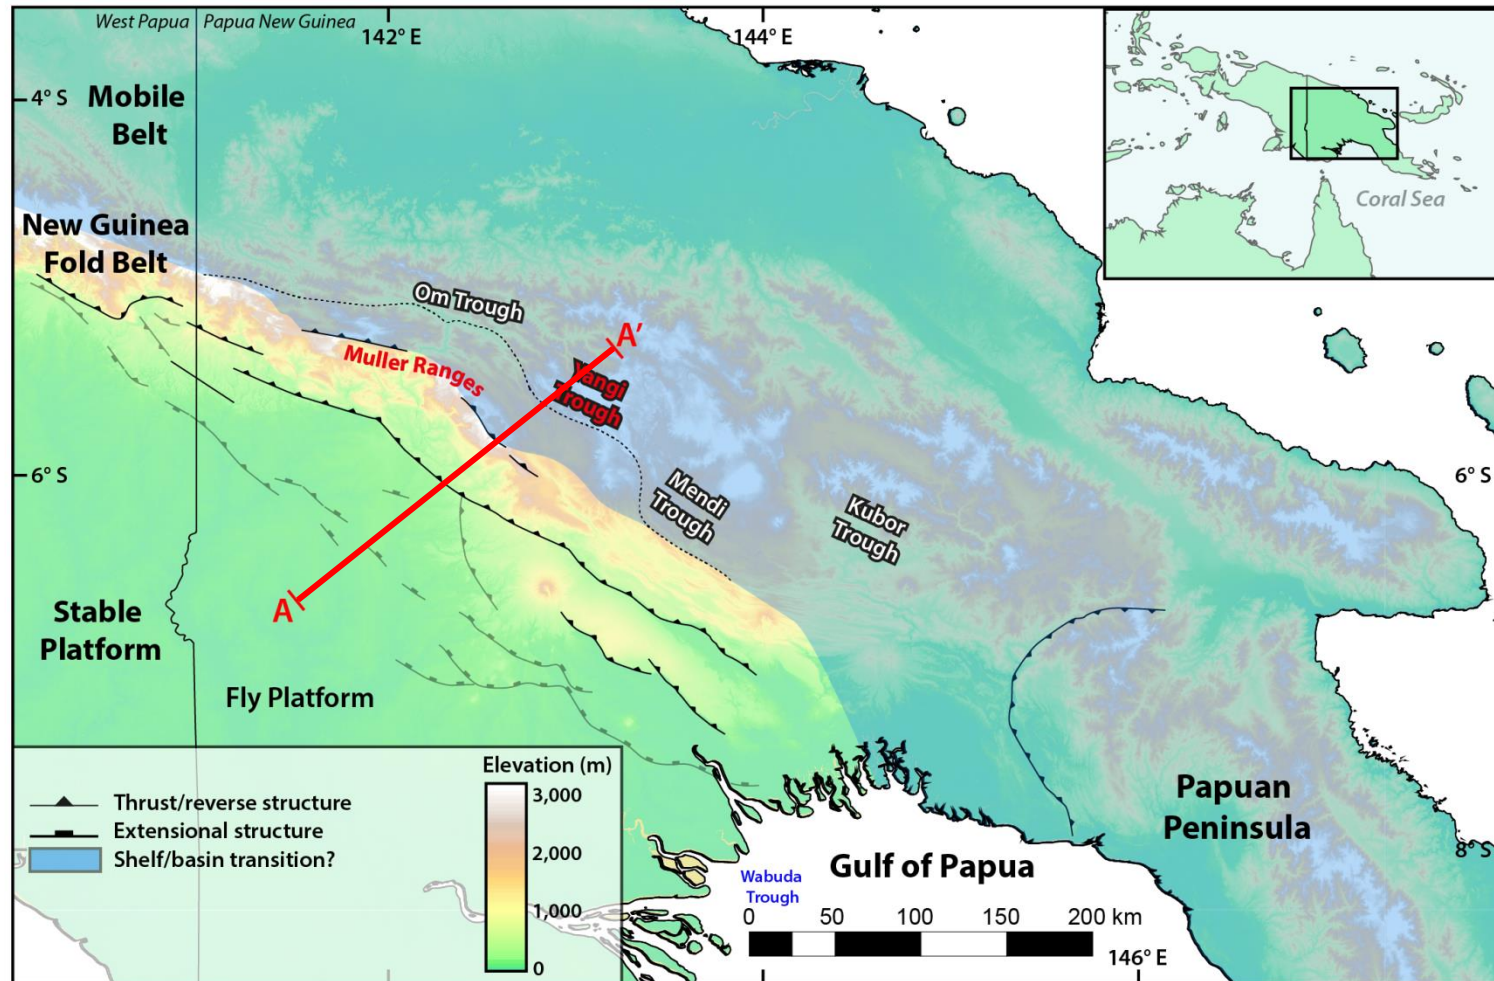 West Papua
Papua New Guinea
142° E
144° E
4° S
Mobile
Belt
New Guinea
Fold Belt
Coral Sea
Om Trough
A'
Muller Ranges
Yangi
Trough
6° S
6° S
Mendi
Trough
Kubor
Trough
A
Stable
Platform
Fly Platform
Papuan
Peninsula
Gulf of Papua
8° S
Wabuda
Trough
0 50 100 150 200 km
146° E
Elevation (m)
3,000
2,000
1,000
0
Thrust/reverse structure
Extensional structure
Shelf/basin transition?